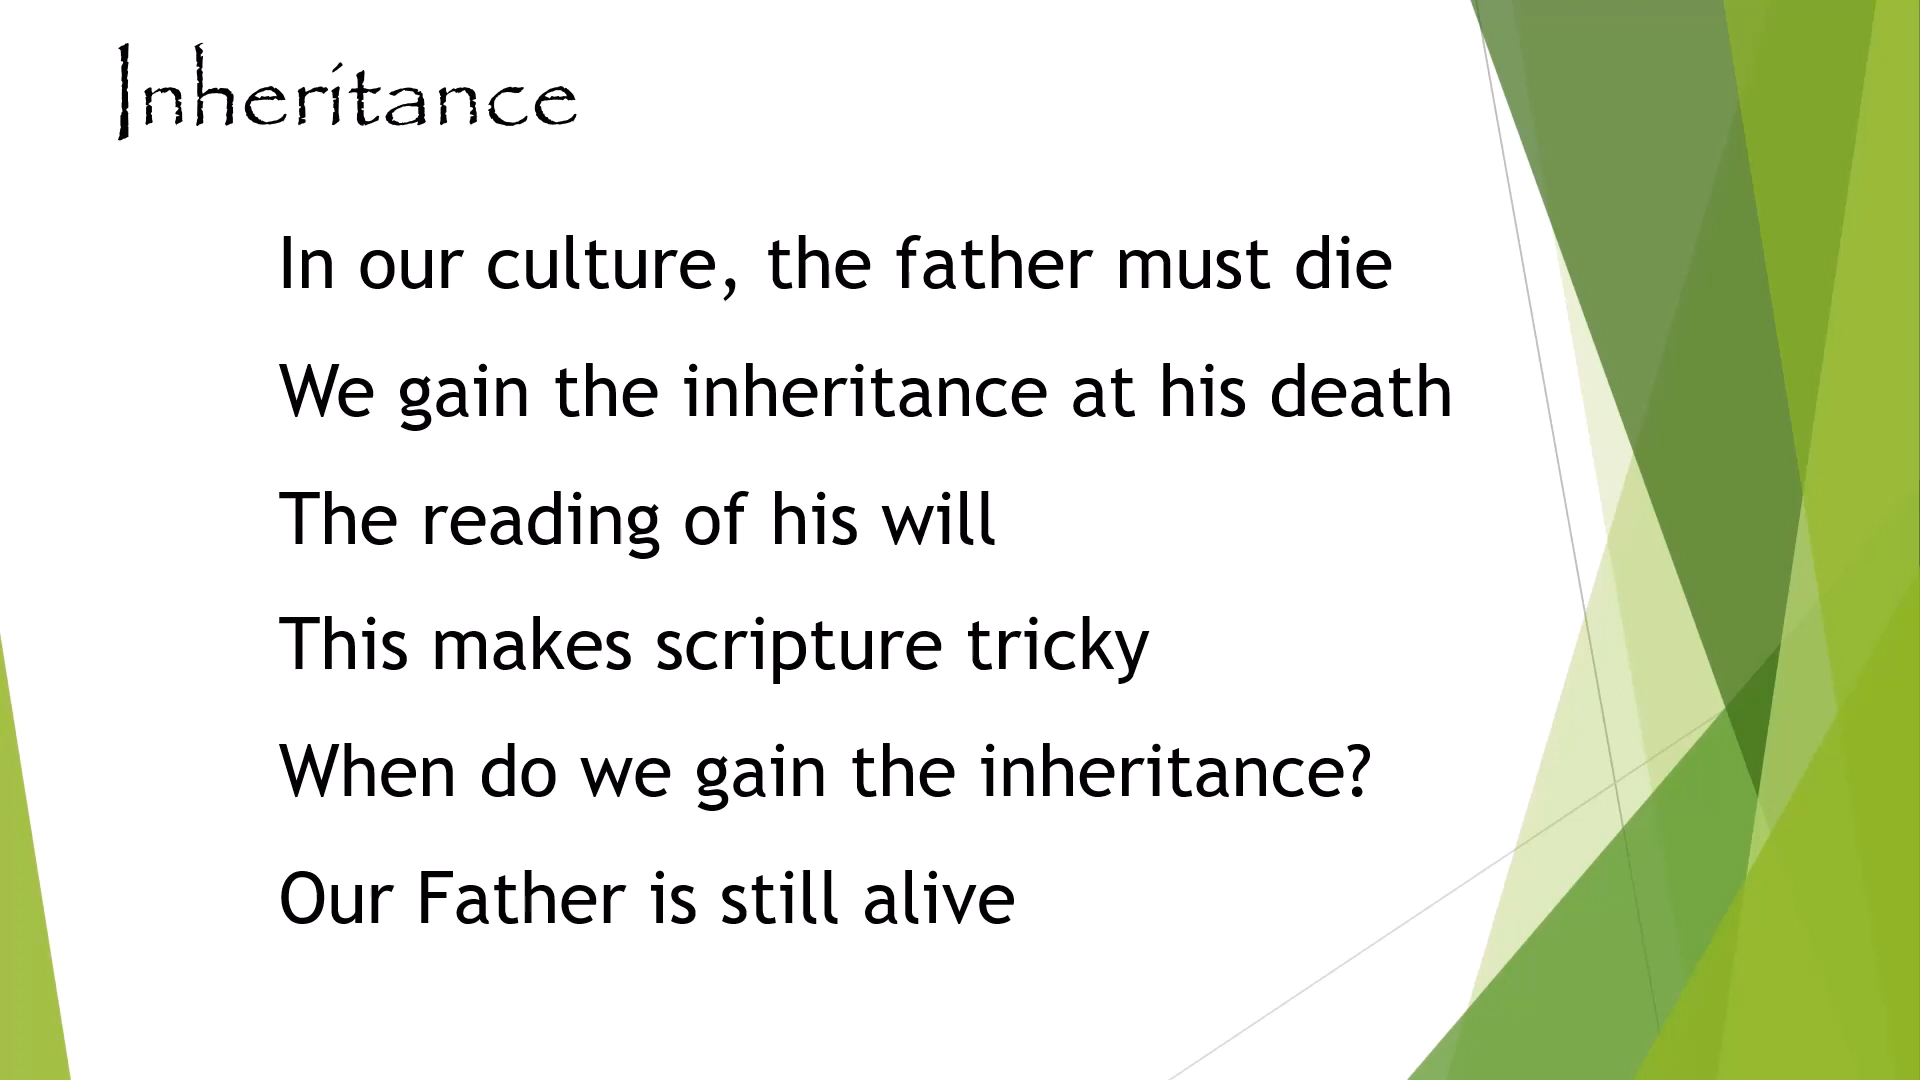 Inheritance
In our culture, the father must die
We gain the inheritance at his death
The reading of his will
This makes scripture tricky
When do we gain the inheritance?
Our Father is still alive